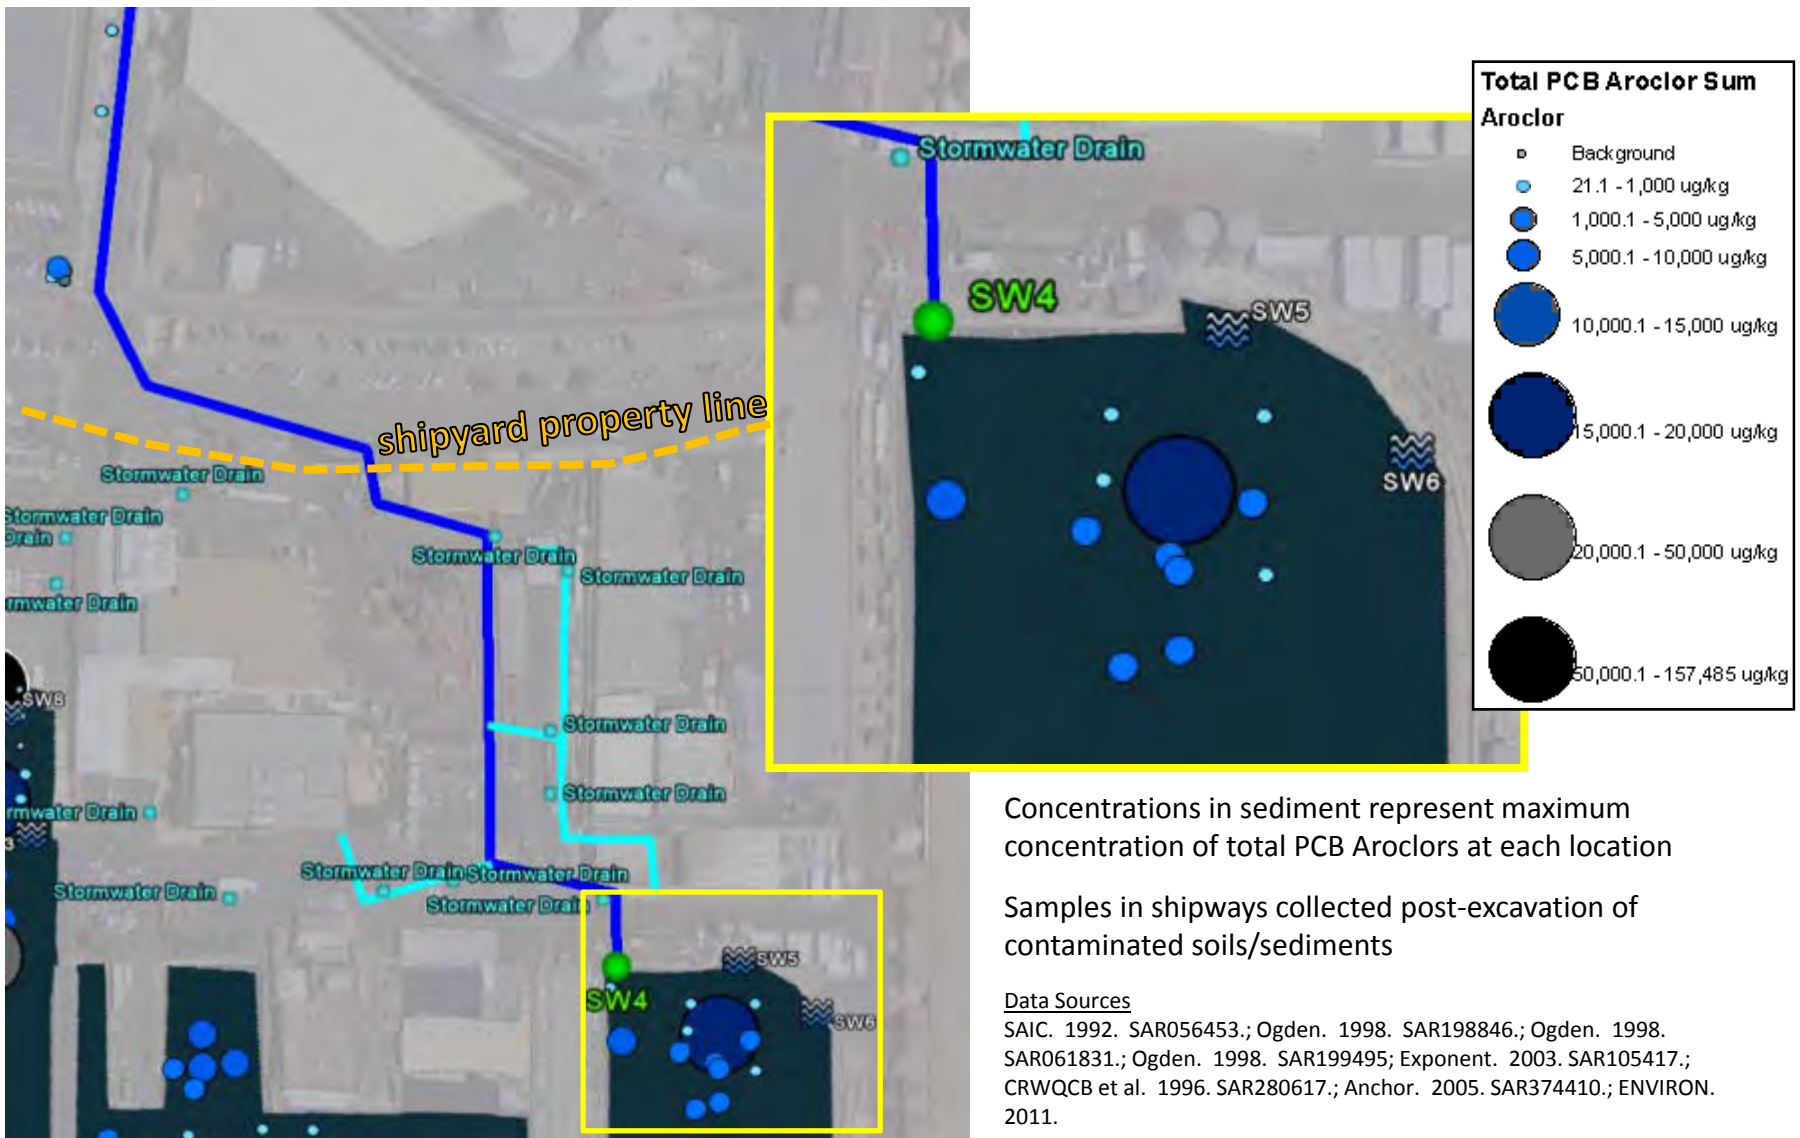 Total PCB Aroclor Sum
Aroclor
Background
21.1 - 1,000 ug/kg
1,000.1 - 5,000 ug/kg
5,000.1 - 10,000 ug/kg
10,000.1 - 15,000 ug/kg
15,000.1 - 20,000 ug/kg
20,000.1 - 50,000 ug/kg
50,000.1 - 157,485 ug/kg
Stormwater Drain
SW4
SW5
SW6
shipyard property line
Stormwater Drain
Stormwater Drain
Drain
rmwater Drain
Stormwater Drain
Stormwater Drain
SW8
Stormwater Drain
Stormwater Drain
rmwater Drain
3
Stormwater Drain
Stormwater Drain
Stormwater Drain
Stormwater Drain
SW4
SW5
SW6
Concentrations in sediment represent maximum
concentration of total PCB Aroclors at each location
Samples in shipways collected post-excavation of
contaminated soils/sediments
Data Sources
SAIC. 1992. SAR056453.; Ogden. 1998. SAR198846.; Ogden. 1998.
SAR061831.; Ogden. 1998. SAR199495; Exponent. 2003. SAR105417.;
CRWQCB et al. 1996. SAR280617.; Anchor. 2005. SAR374410.; ENVIRON.
2011.